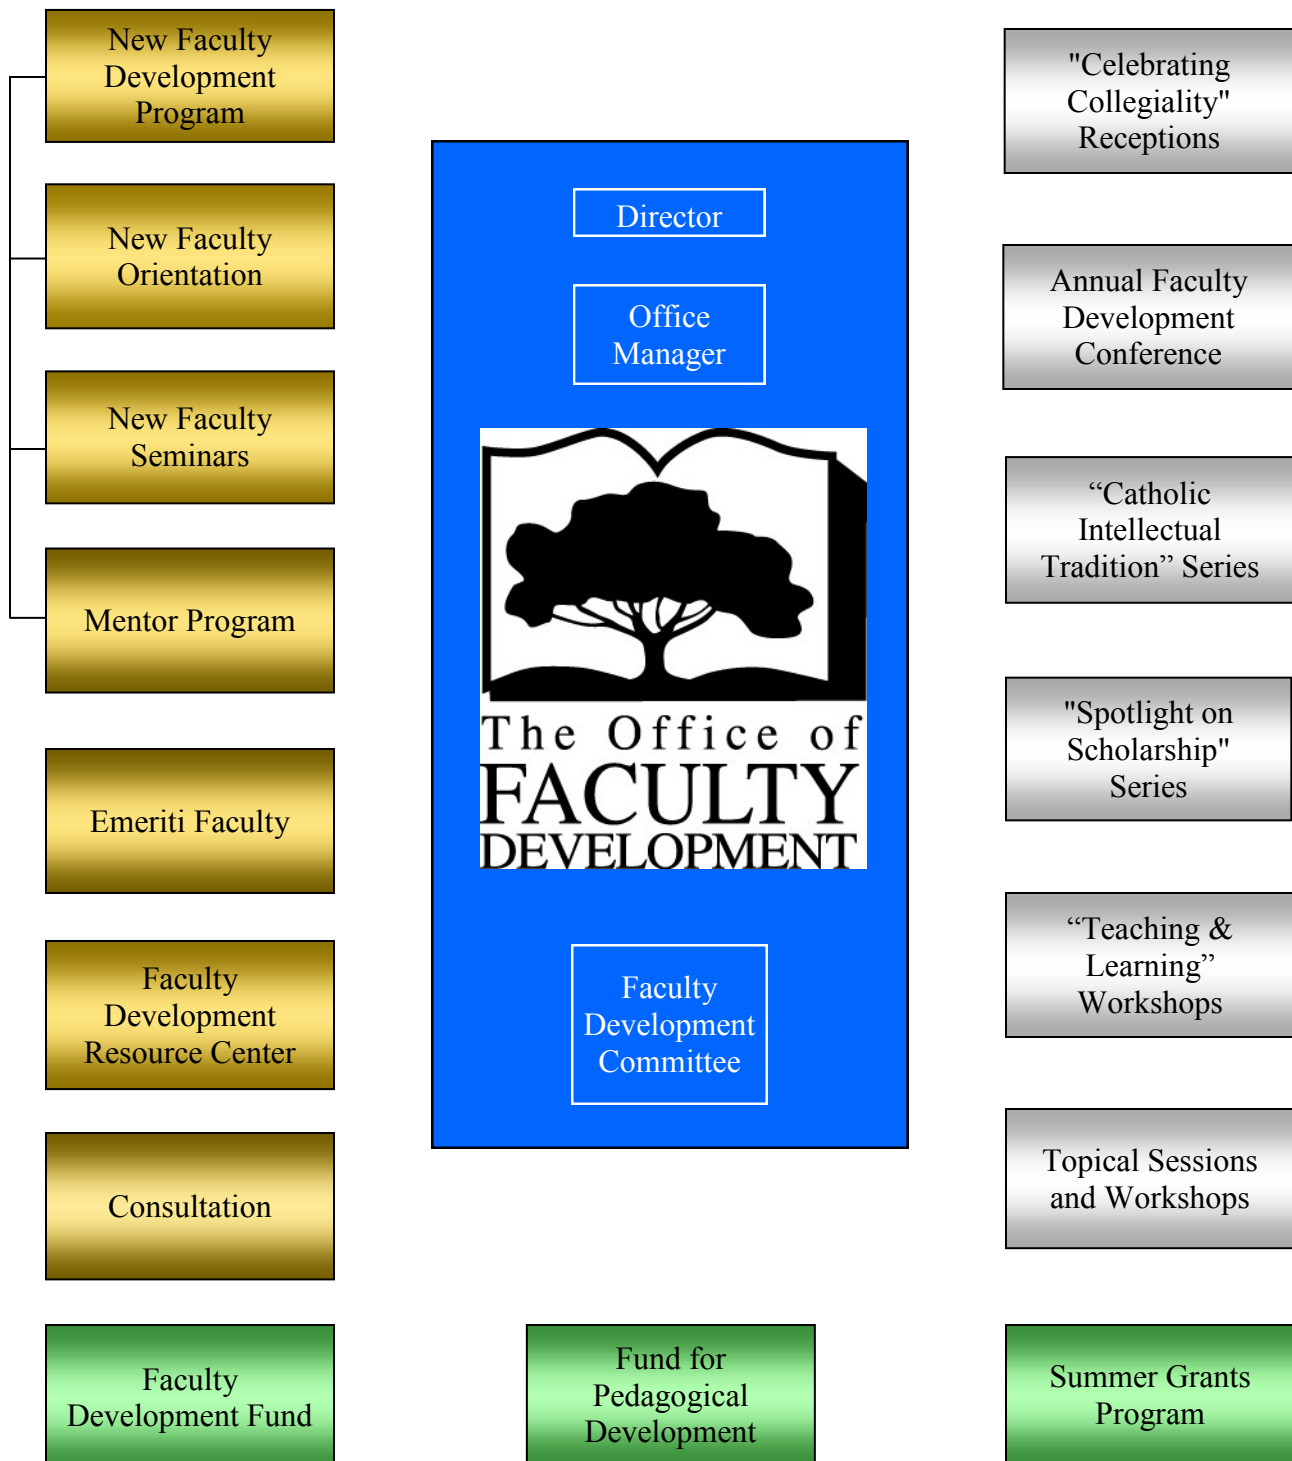 New Faculty
Development
Program
New Faculty
Orientation
New Faculty
Seminars
Mentor Program
Emeriti Faculty
Faculty
Development
Resource Center
Consultation
Faculty
Development Fund
Director
Office
Manager
The Office of
FACULTY
DEVELOPMENT
Faculty
Development
Committee
Fund for
Pedagogical
Development
"Celebrating
Collegiality"
Receptions
Annual Faculty
Development
Conference
“Catholic
Intellectual
Tradition” Series
"Spotlight on
Scholarship"
Series
“Teaching &
Learning”
Workshops
Topical Sessions
and Workshops
Summer Grants
Program